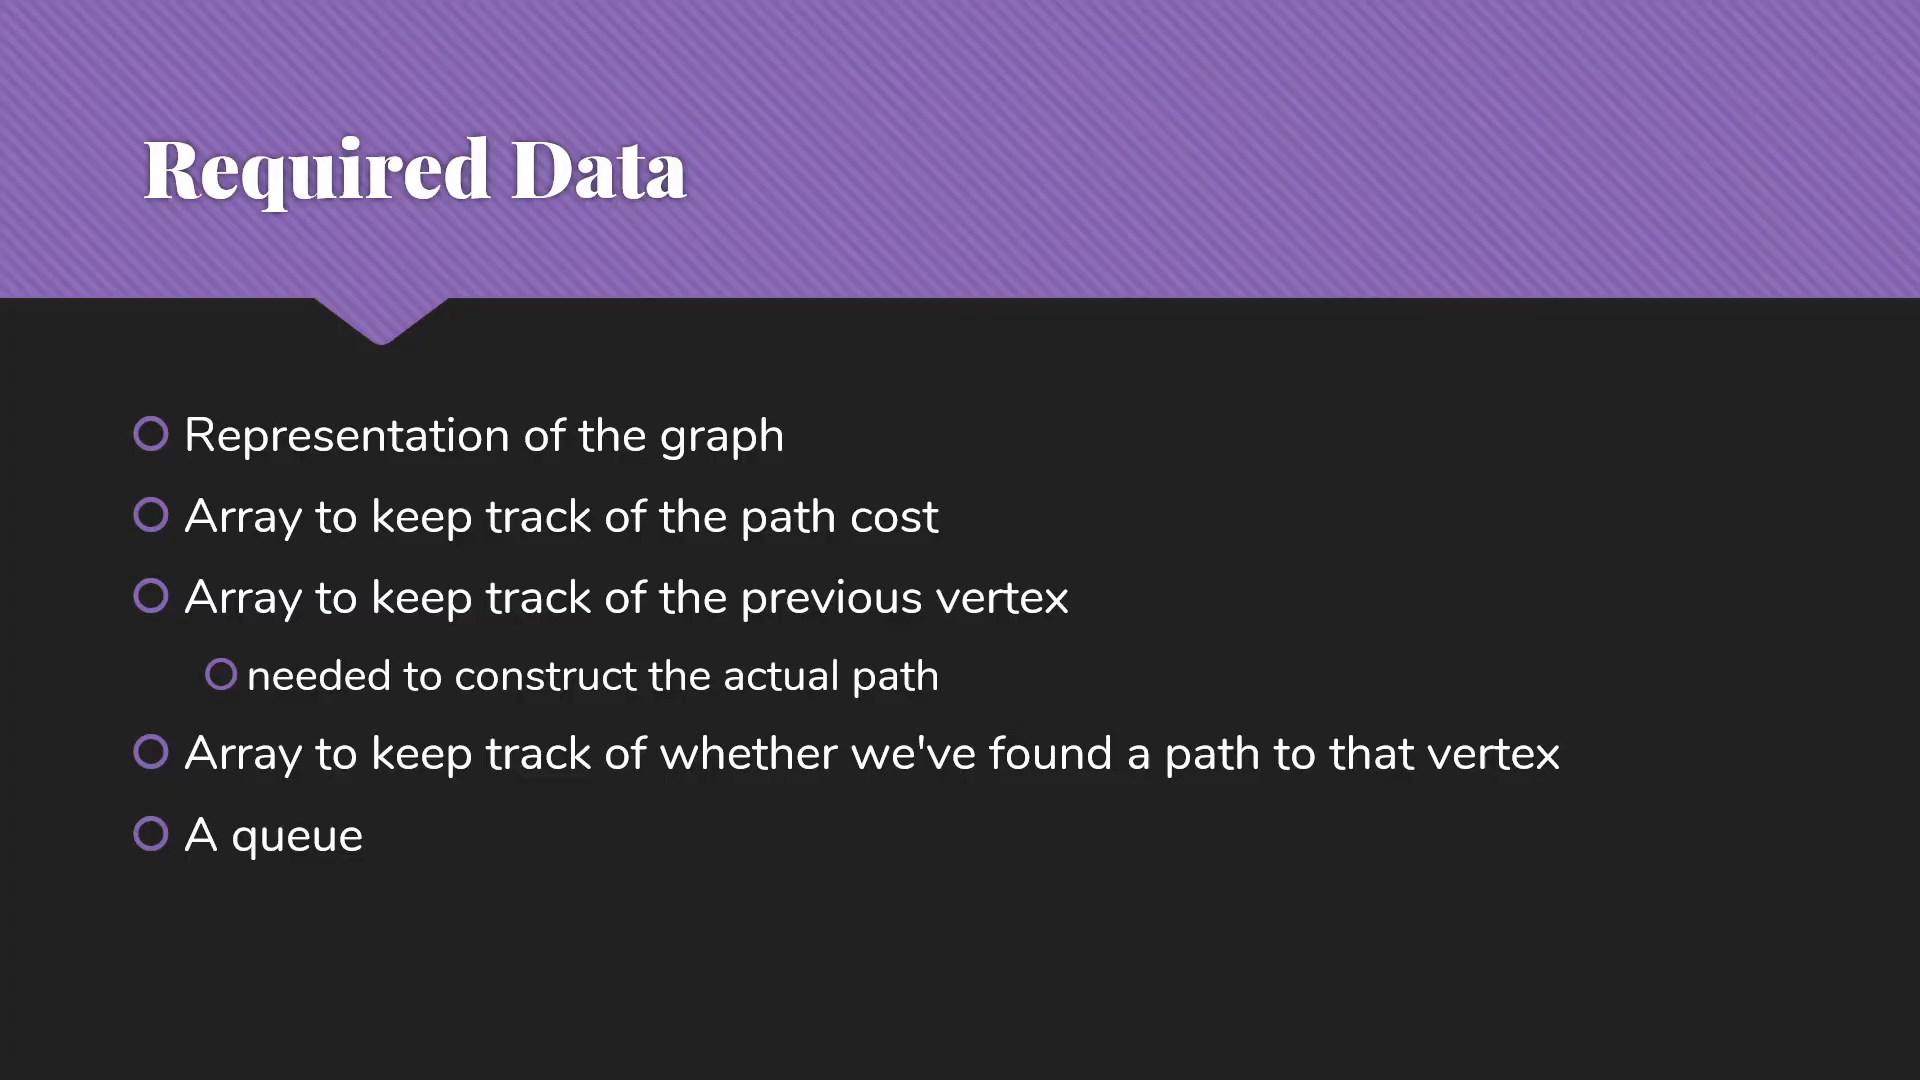 Required Data
Representation of the graph
Array to keep track of the path cost
Array to keep track of the previous vertex
needed to construct the actual path
Array to keep track of whether we've found a path to that vertex
A queue